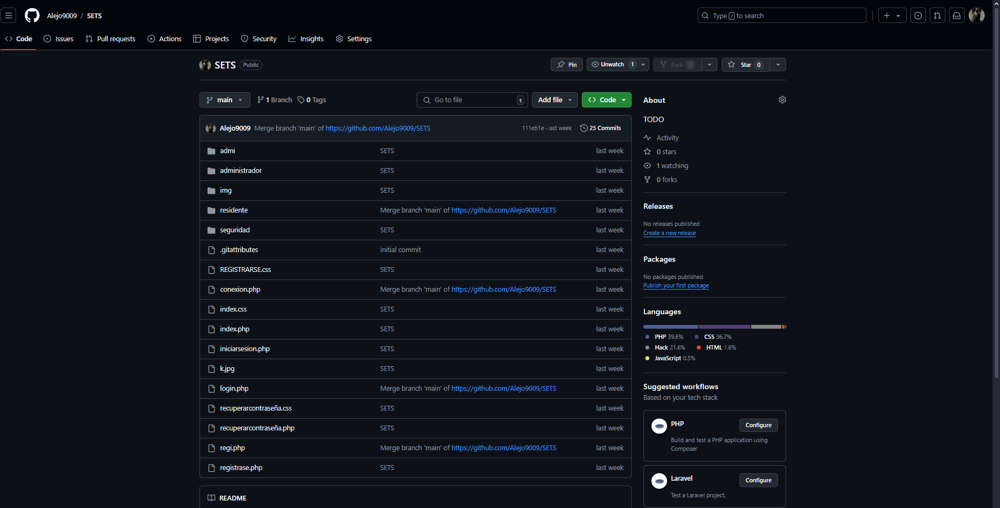 Alejo9009 / SETS
Type / to search
Code Issues Pull requests Actions Projects Security Insights Settings
SETS Public
Pin Unwatch 1 Fork 0 Star 0
main 1 Branch 0 Tags Go to file t Add file Code
Alejo9009 Merge branch 'main' of https://github.com/Alejo9009/SETS 111eb1e · last week 25 Commits
admi SETS last week
administrador SETS last week
img SETS last week
residente Merge branch 'main' of https://github.com/Alejo9009/SETS last week
seguridad SETS last week
.gitattributes Initial commit last week
REGISTRARSE.css SETS last week
conexion.php Merge branch 'main' of https://github.com/Alejo9009/SETS last week
index.css SETS last week
index.php SETS last week
iniciarsesion.php SETS last week
k.jpg SETS last week
login.php Merge branch 'main' of https://github.com/Alejo9009/SETS last week
recuperarcontraseña.css SETS last week
recuperarcontraseña.php SETS last week
regi.php Merge branch 'main' of https://github.com/Alejo9009/SETS last week
registrase.php SETS last week
README
About
TODO
Activity
0 stars
1 watching
0 forks
Releases
No releases published
Create a new release
Packages
No packages published
Publish your first package
Languages
PHP 39.6% CSS 36.7%
Hack 21.6% HTML 1.6%
JavaScript 0.5%
Suggested workflows
Based on your tech stack
php
PHP Configure
Build and test a PHP application using
Composer
php
Laravel Configure
Test a Laravel project.